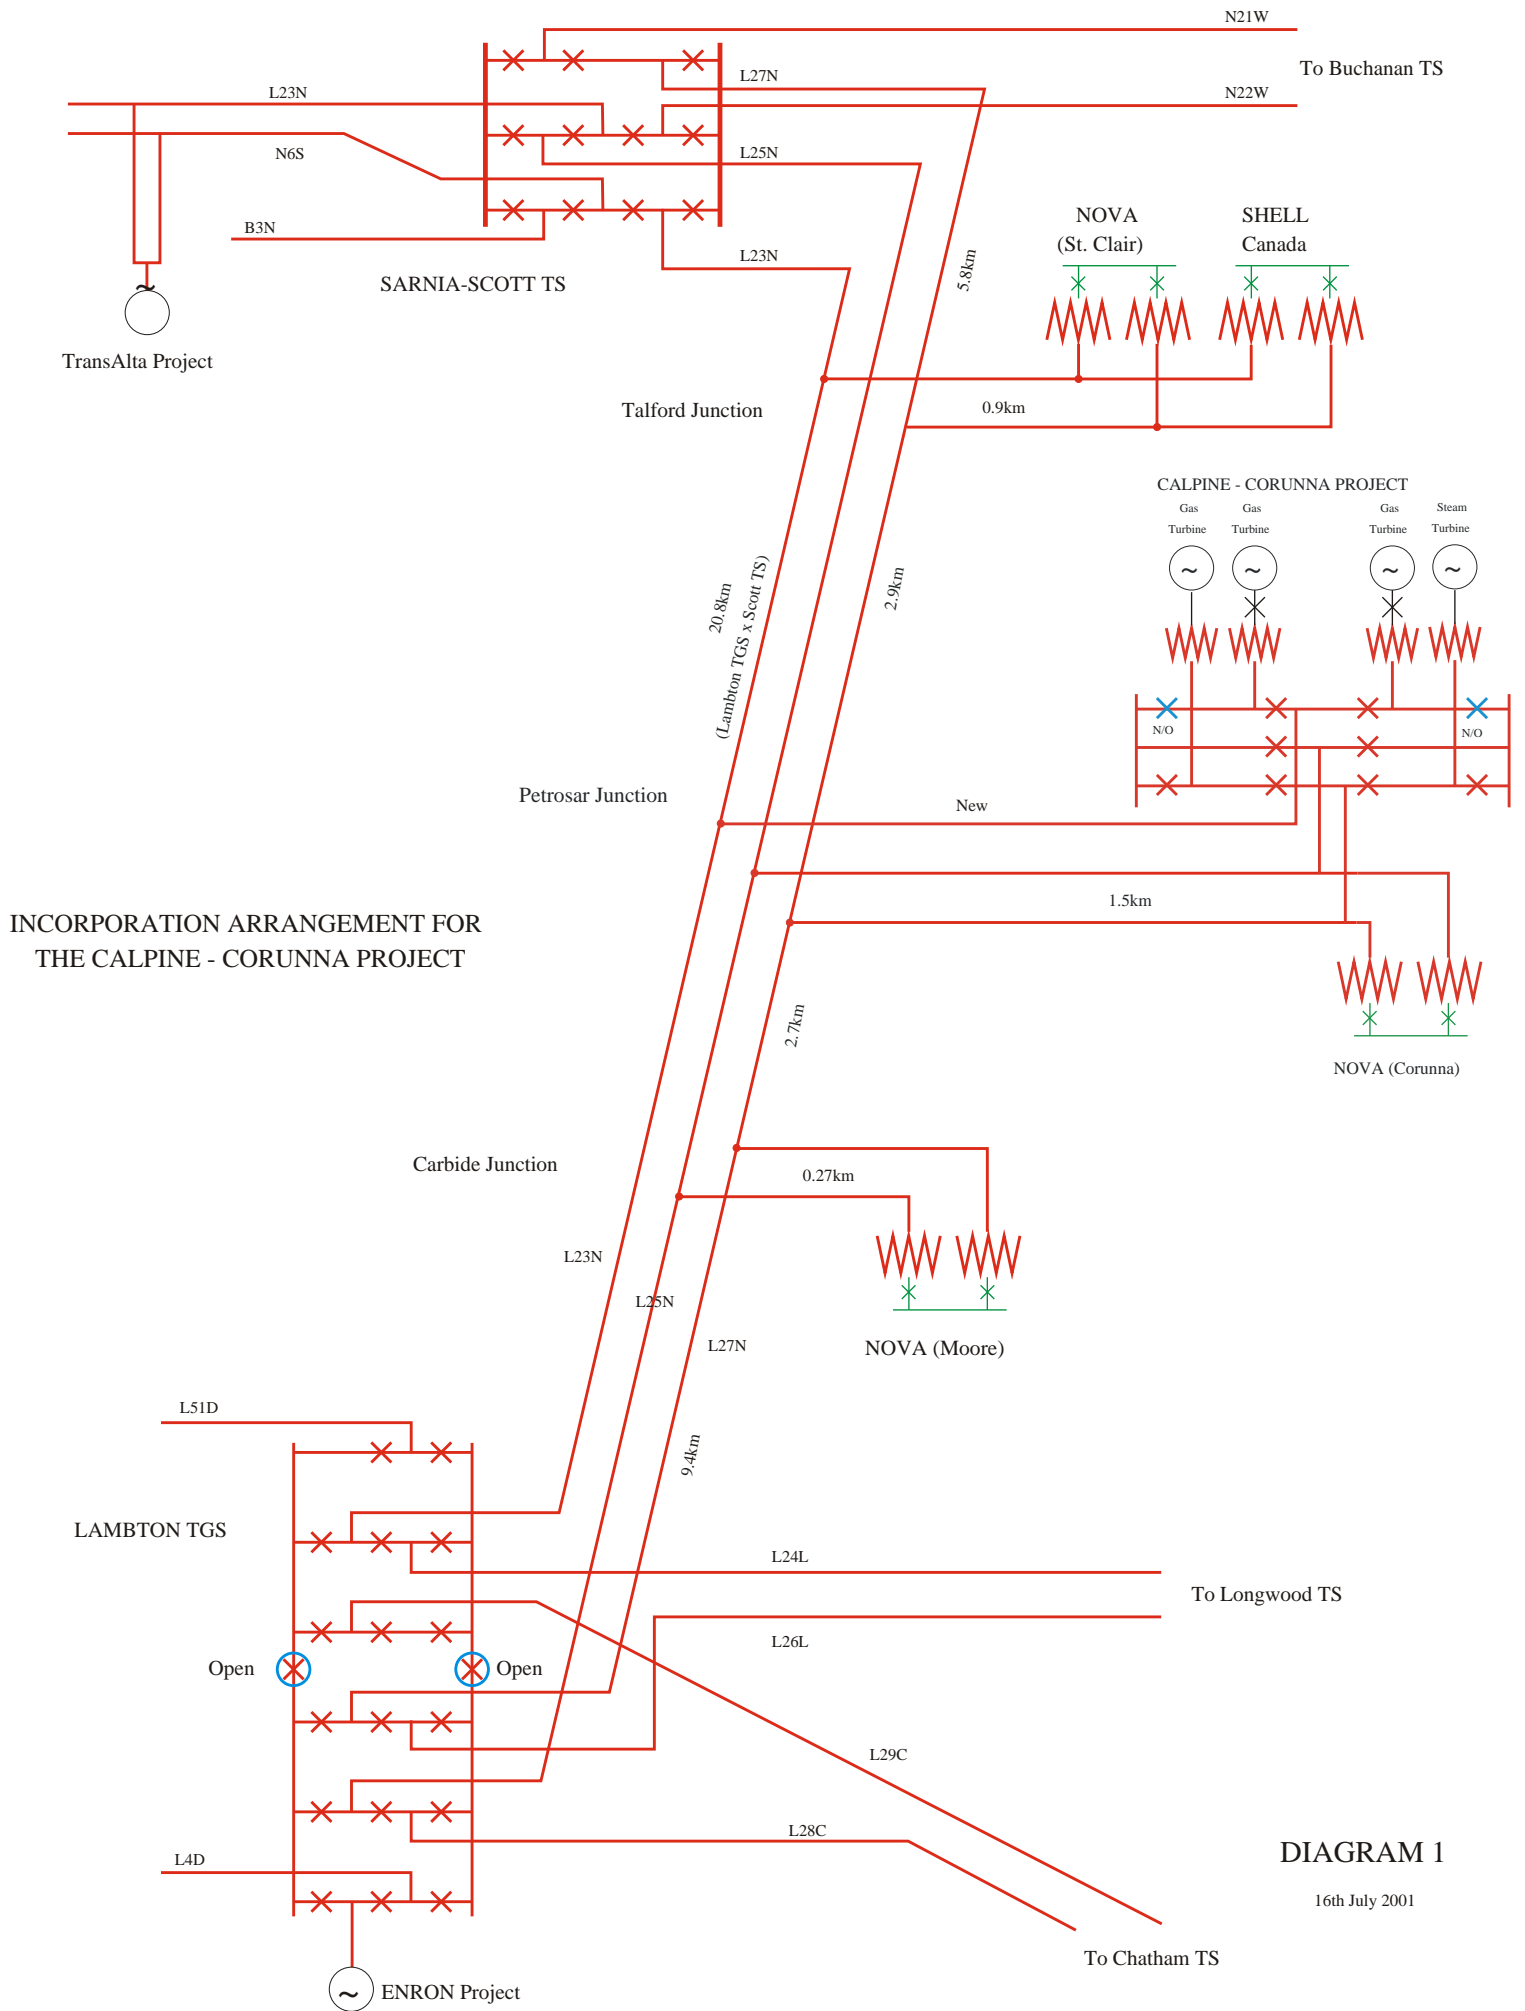 N21W
To Buchanan TS
L27N
L23N
N22W
N6S
L25N
B3N
L23N
SARNIA-SCOTT TS
5.8km
NOVA
(St. Clair)
SHELL
Canada
~
TransAlta Project
Talford Junction
0.9km
CALPINE - CORUNNA PROJECT
Gas
Turbine
Gas
Turbine
Gas
Turbine
Steam
Turbine
~
~
~
~
20.8km
(Lambton TGS x Scott TS)
2.9km
N/O
N/O
Petrosar Junction
New
1.5km
INCORPORATION ARRANGEMENT FOR
THE CALPINE - CORUNNA PROJECT
2.7km
NOVA (Corunna)
Carbide Junction
0.27km
L23N
L25N
L27N
NOVA (Moore)
L51D
9.4km
LAMBTON TGS
L24L
To Longwood TS
L26L
Open
Open
L29C
L28C
L4D
DIAGRAM 1
16th July 2001
To Chatham TS
~
ENRON Project